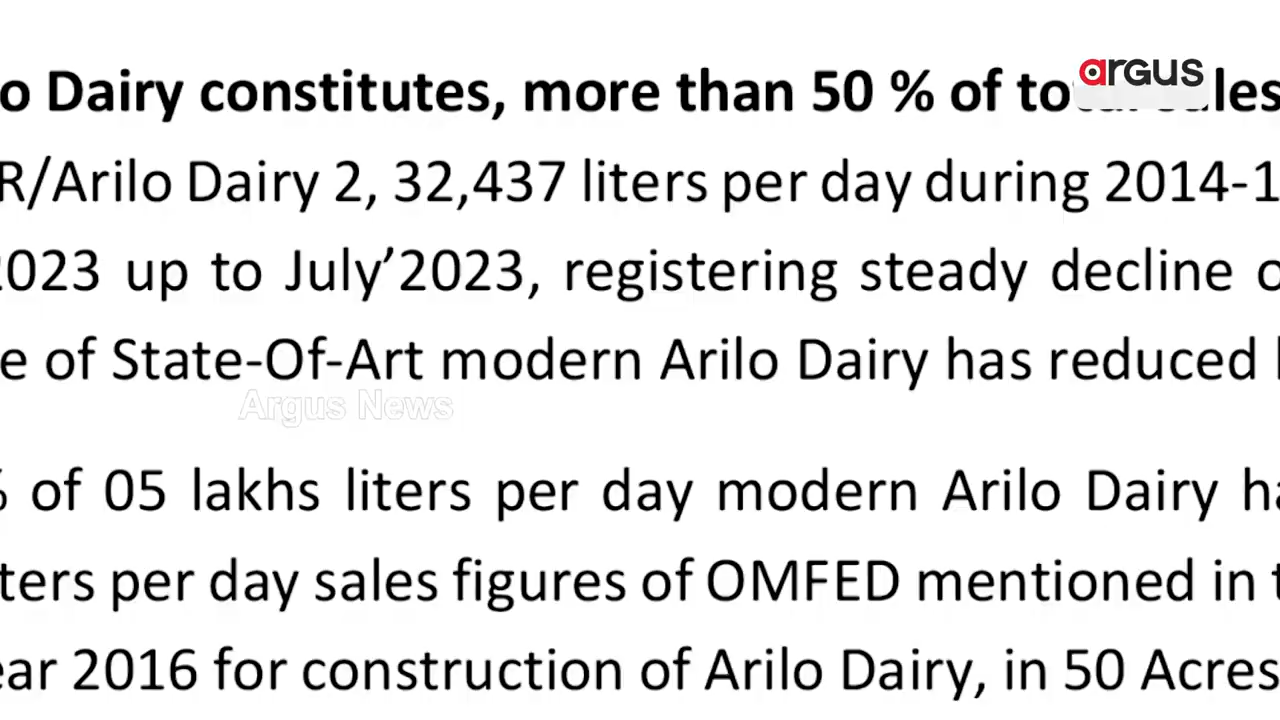 argus
o Dairy constitutes, more than 50 % of
R/Arilo Dairy 2, 32,437 liters per day during 2014-1
2023 up to July’2023, registering steady decline o
e of State-Of-Art modern Arilo Dairy has reduced
Argus News
% of 05 lakhs liters per day modern Arilo Dairy ha
ters per day sales figures of OMFED mentioned in t
ear 2016 for construction of Arilo Dairy, in 50 Acres